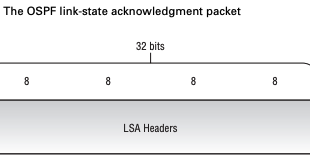 The OSPF link-state acknowledgment packet
32 bits
8 8 8 8
LSA Headers